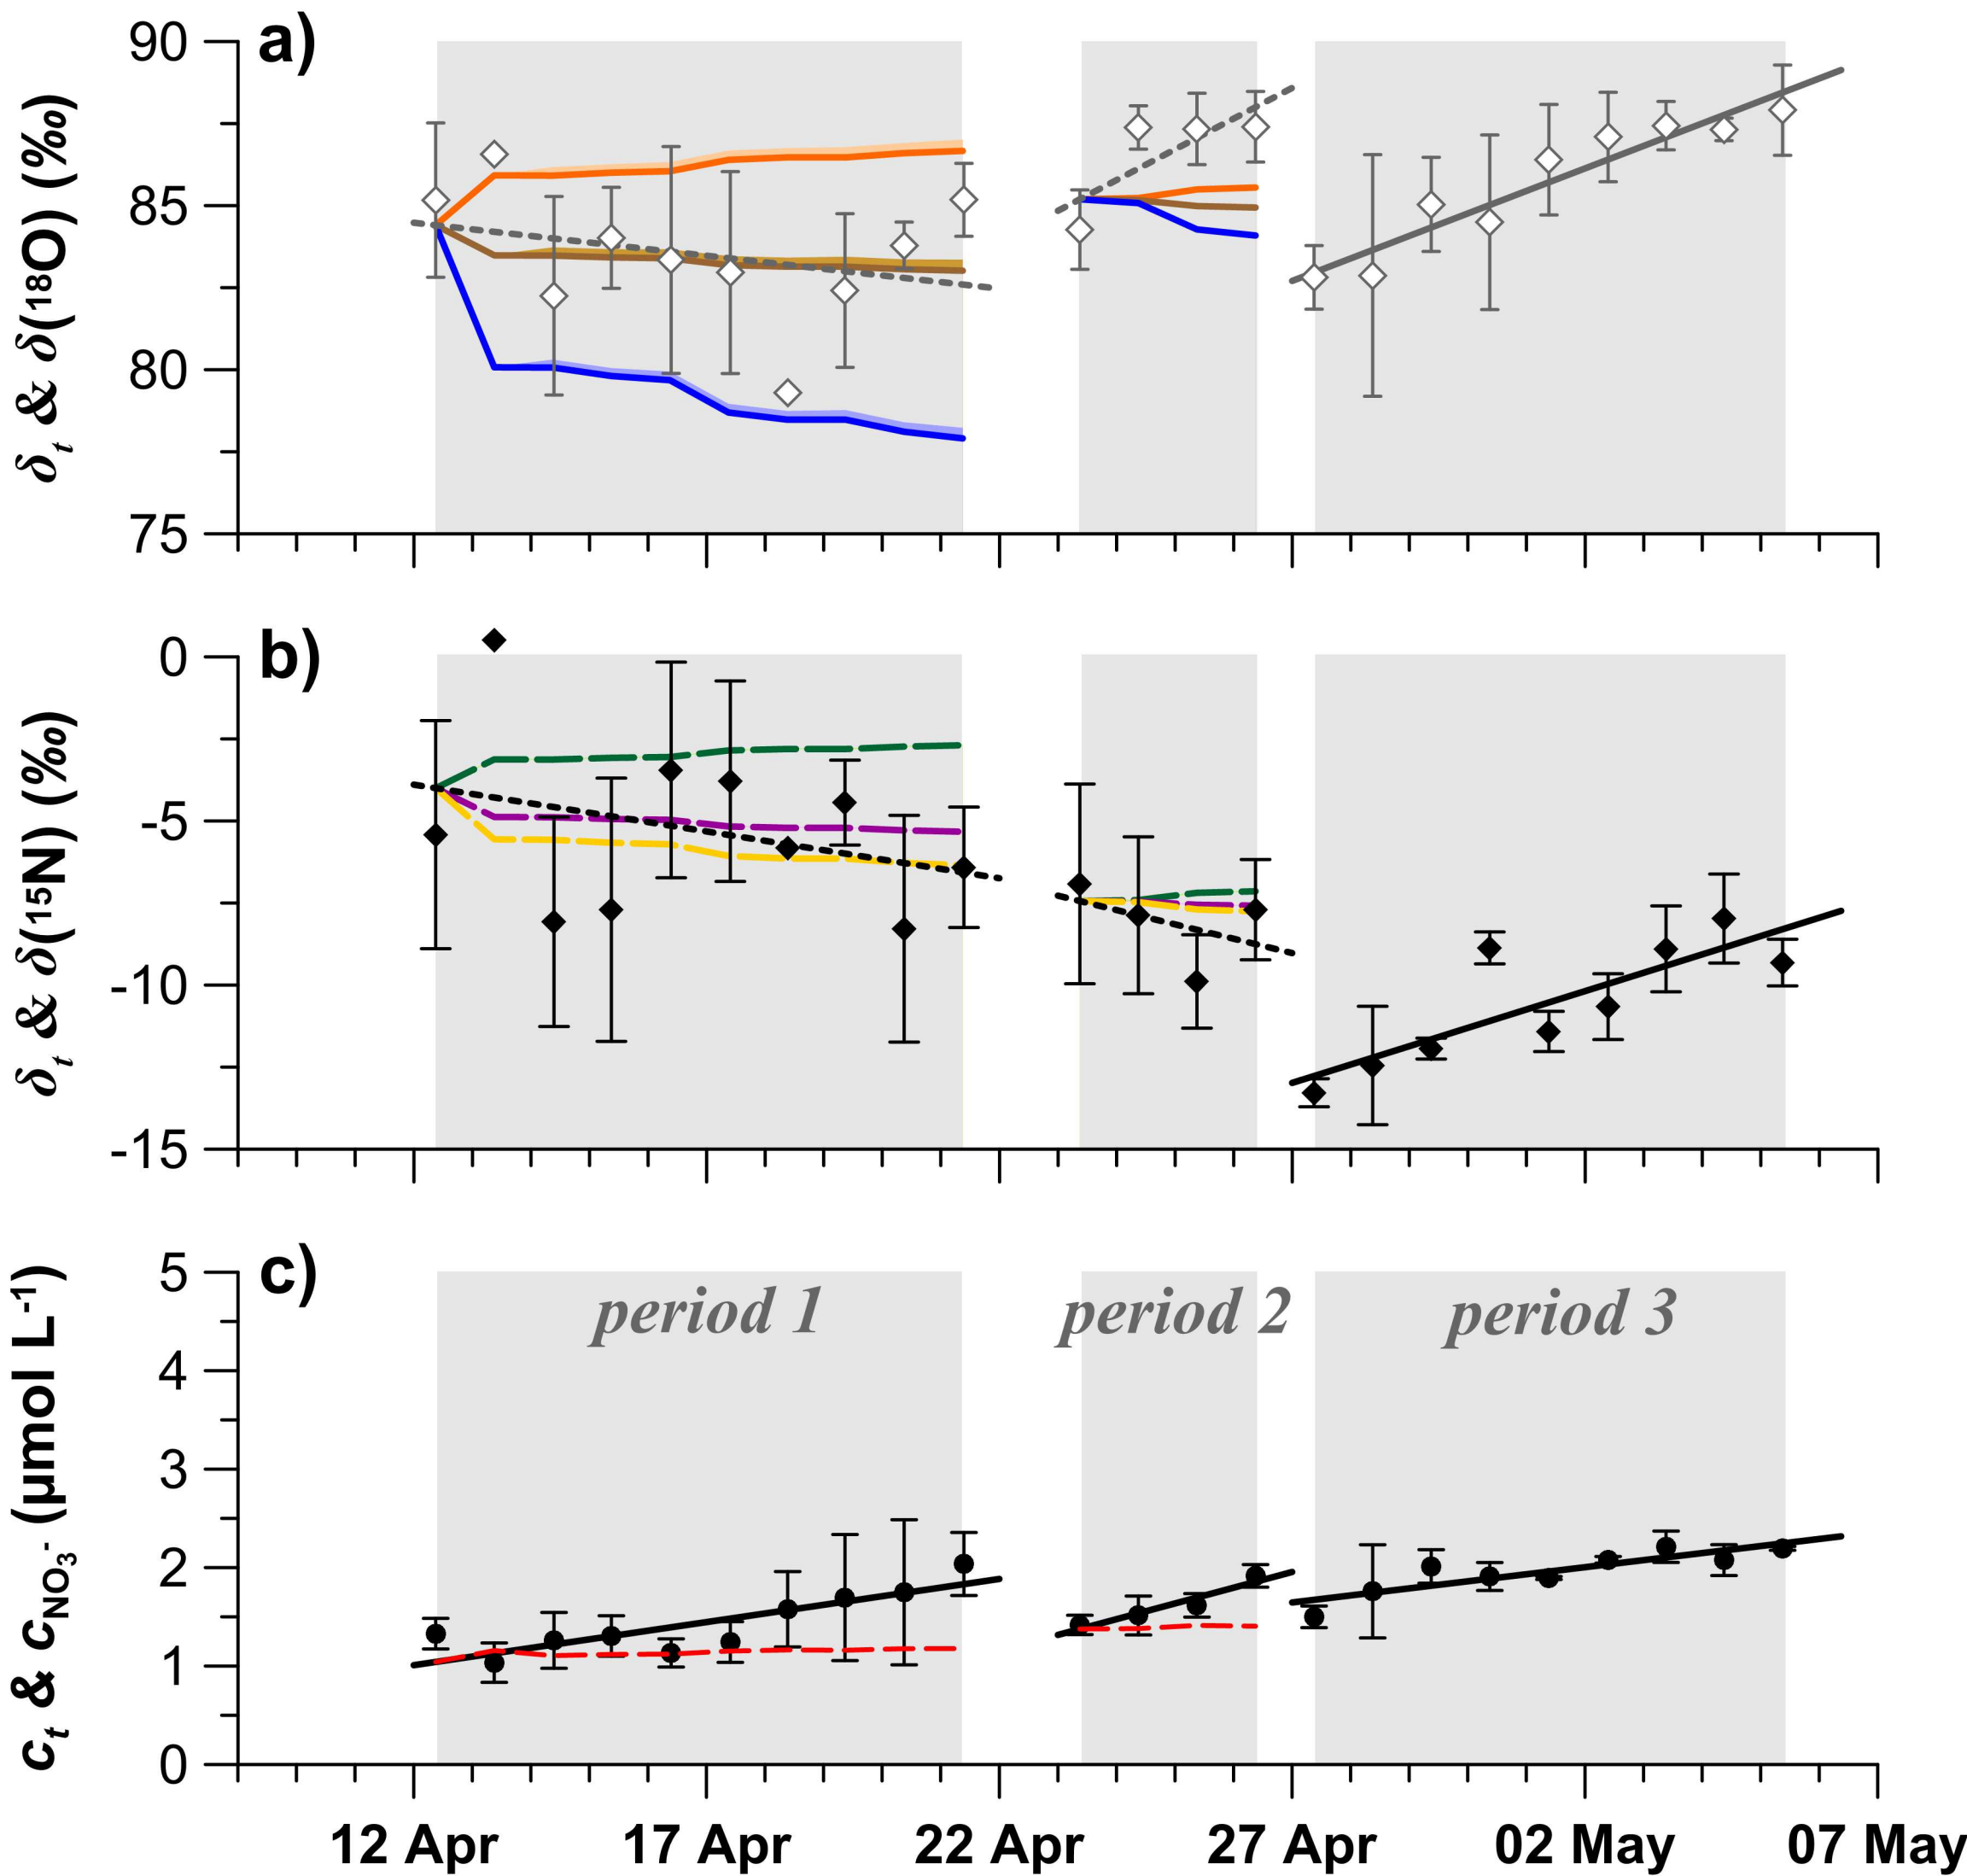 a)
δt & δ(18O) (‰)
90
85
80
75
b)
δt & δ(15N) (‰)
0
-5
-10
-15
c)
ct & cNO3- (µmol L-1)
5
4
3
2
1
0
period 1 period 2 period 3
12 Apr 17 Apr 22 Apr 27 Apr 02 May 07 May